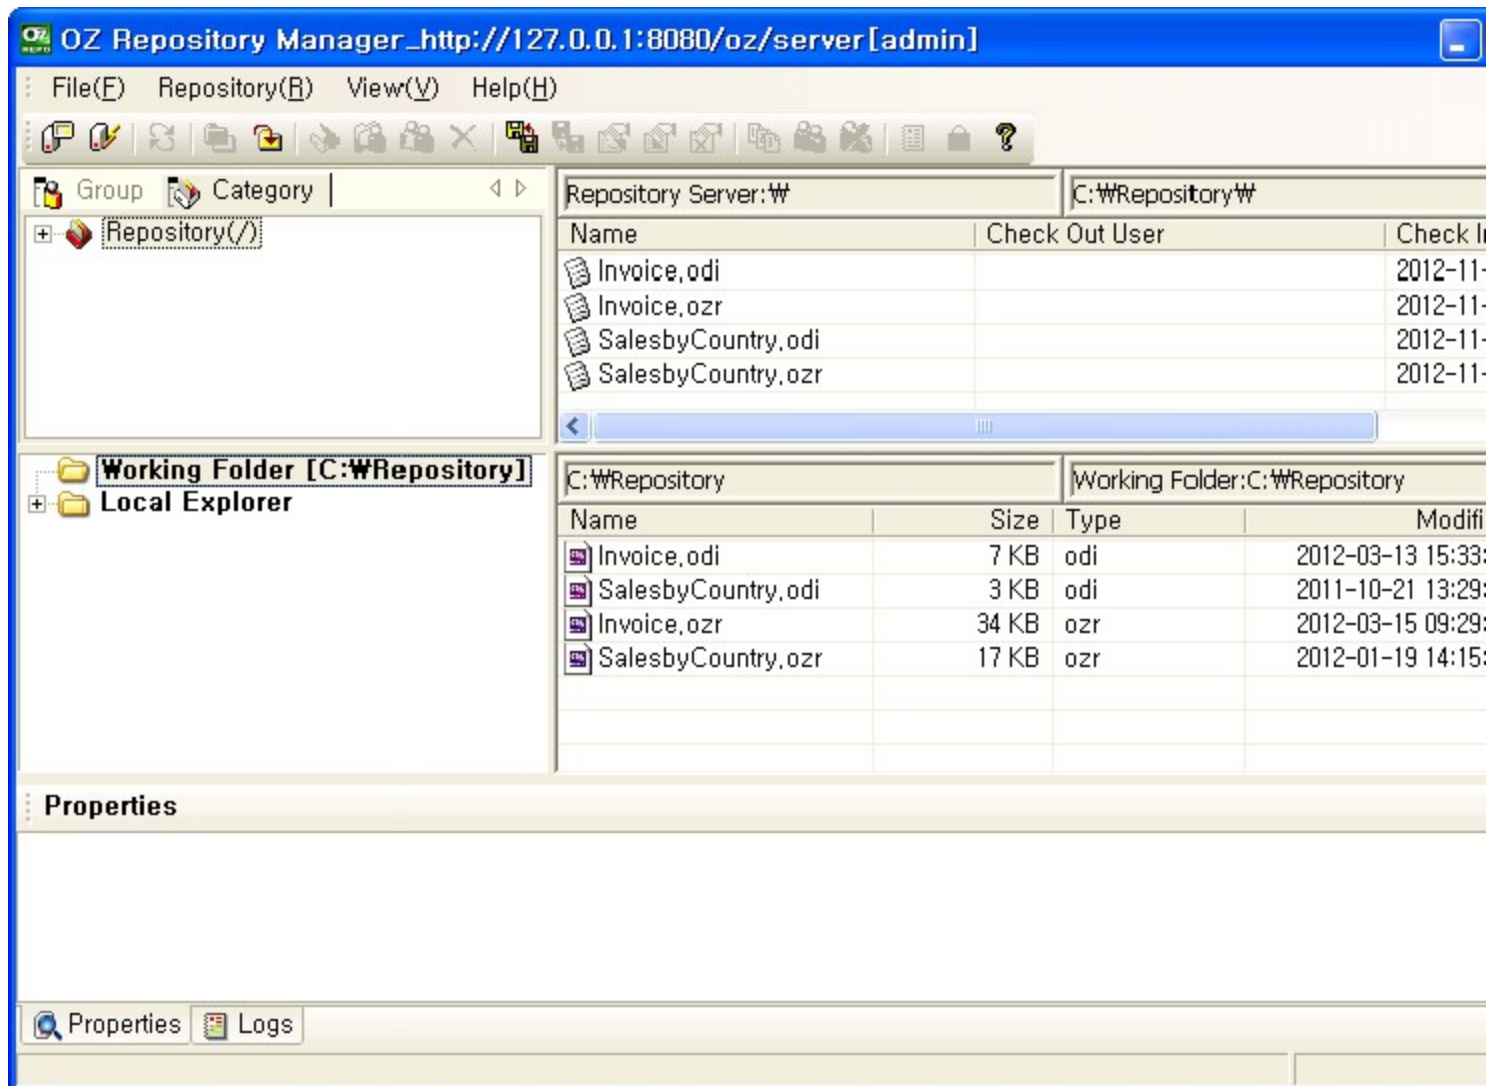 OZ Repository Manager_http://127.0.0.1:8080/oz/server[admin]
File(F) Repository(R) View(V) Help(H)
Group Category
Repository(/)
Repository Server:₩ C:₩Repository₩
Name Check Out User Check
Invoice,odi 2012-11-
Invoice,ozr 2012-11-
SalesbyCountry,odi 2012-11-
SalesbyCountry,ozr 2012-11-
Working Folder [C:₩Repository]
Local Explorer
C:₩Repository Working Folder:C:₩Repository
Name Size Type Modifi
Invoice,odi 7 KB odi 2012-03-13 15:33:
SalesbyCountry,odi 3 KB odi 2011-10-21 13:29:
Invoice,ozr 34 KB ozr 2012-03-15 09:29:
SalesbyCountry,ozr 17 KB ozr 2012-01-19 14:15:
Properties
Properties Logs